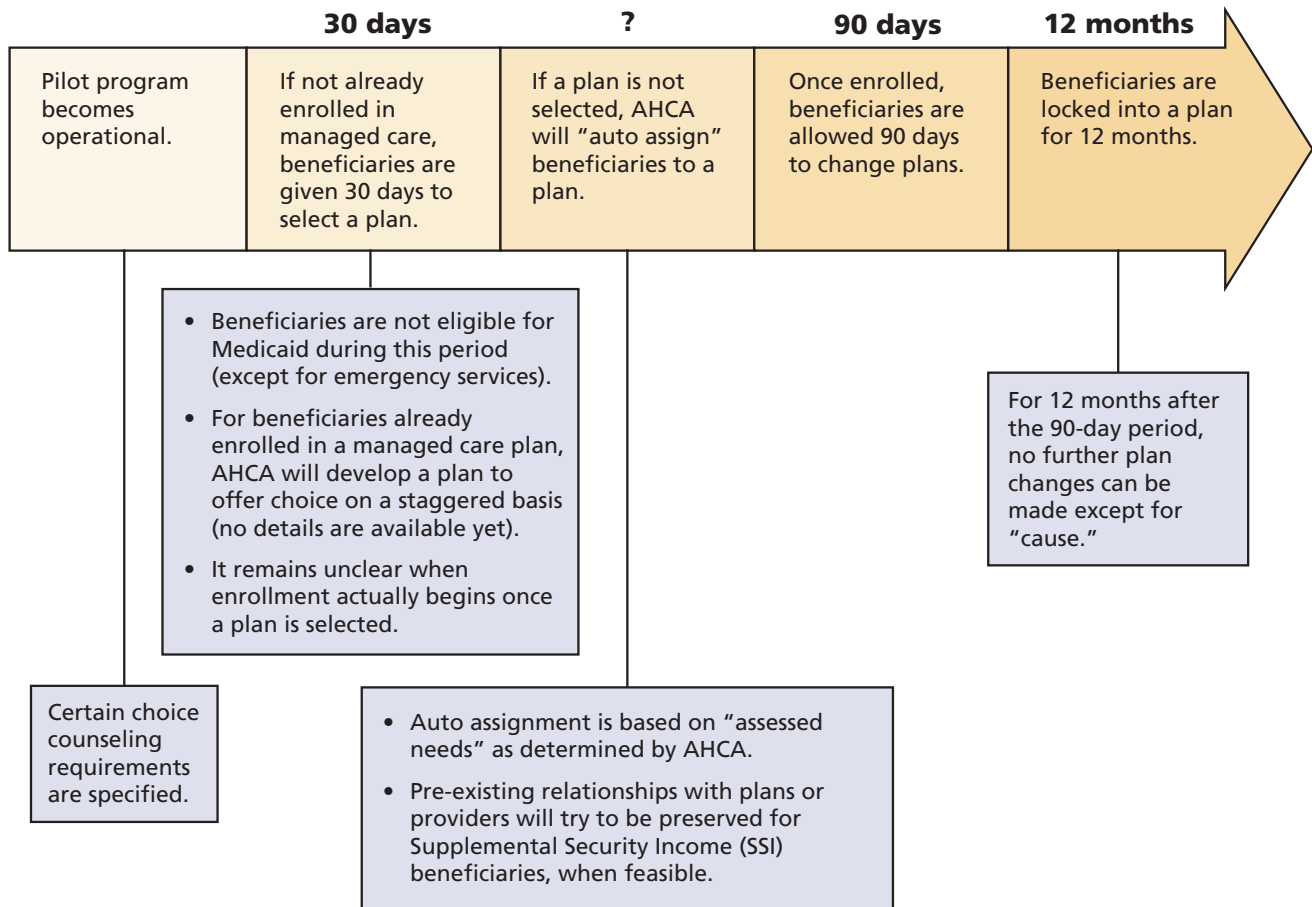 30 days
?
90 days
12 months
Pilot program
becomes
operational.
If not already
enrolled in
managed care,
beneficiaries are
given 30 days to
select a plan.
If a plan is not
selected, AHCA
will “auto assign”
beneficiaries to a
plan.
Once enrolled,
beneficiaries are
allowed 90 days
to change plans.
Beneficiaries are
locked into a plan
for 12 months.
• Beneficiaries are not eligible for
Medicaid during this period
(except for emergency services).
• For beneficiaries already
enrolled in a managed care plan,
AHCA will develop a plan to
offer choice on a staggered basis
(no details are available yet).
• It remains unclear when
enrollment actually begins once
a plan is selected.
For 12 months after
the 90-day period,
no further plan
changes can be
made except for
“cause.”
Certain choice
counseling
requirements
are specified.
• Auto assignment is based on “assessed
needs” as determined by AHCA.
• Pre-existing relationships with plans or
providers will try to be preserved for
Supplemental Security Income (SSI)
beneficiaries, when feasible.